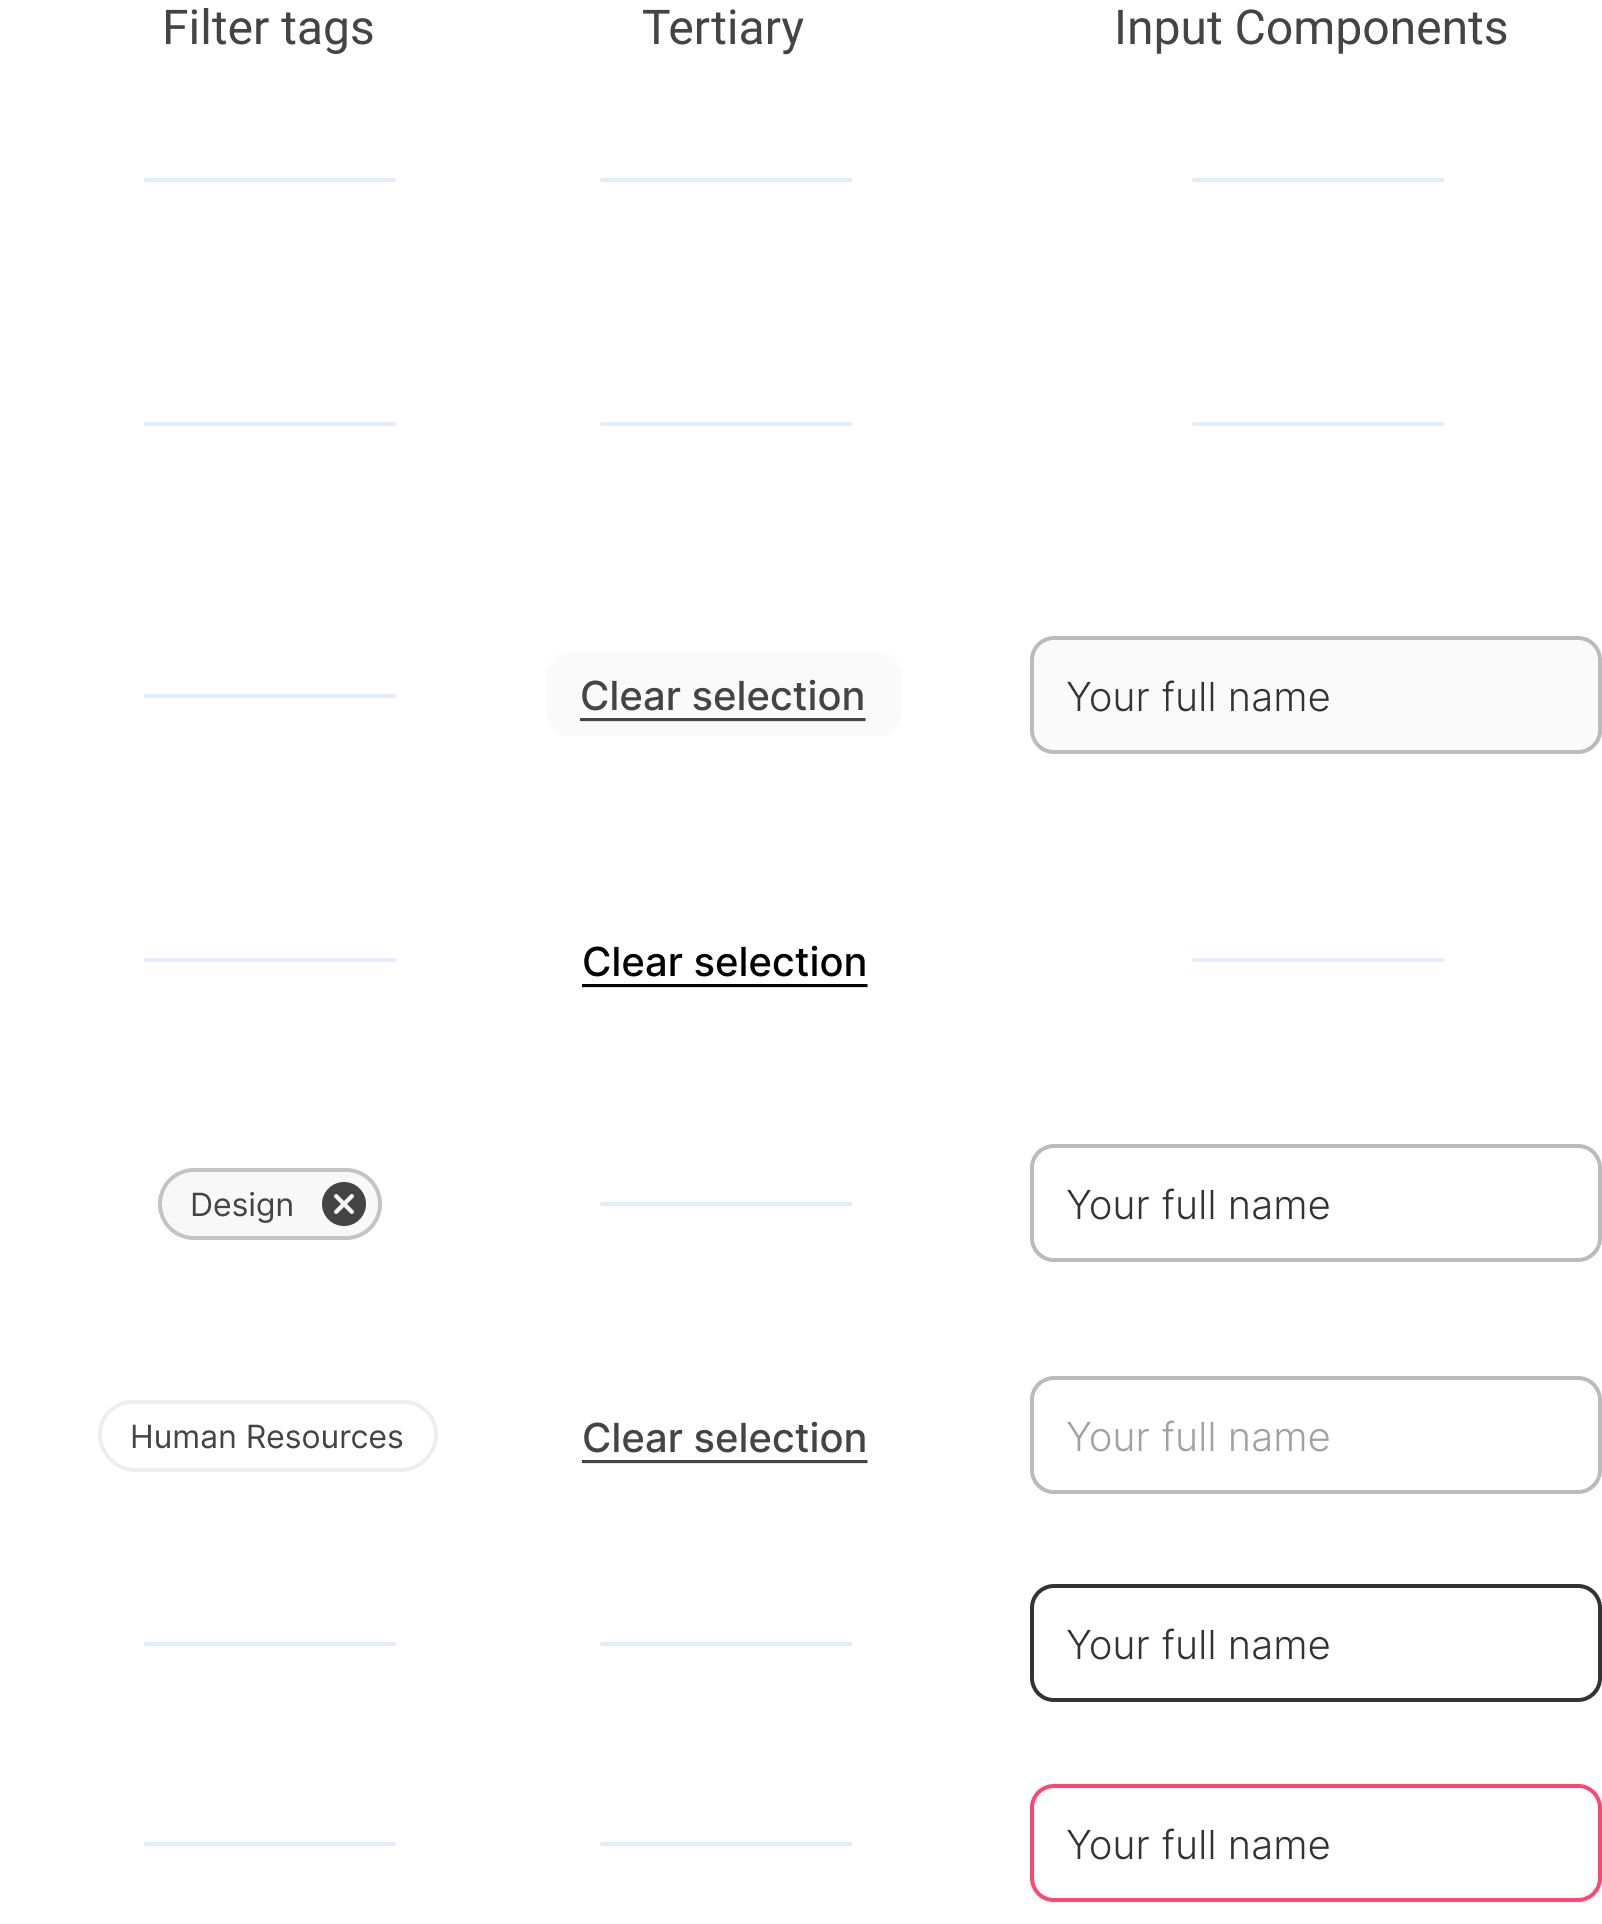 Filter tags
Tertiary
Input Components
Clear selection
Your full name
Clear selection
Design
Your full name
Human Resources
Clear selection
Your full name
Your full name
Your full name